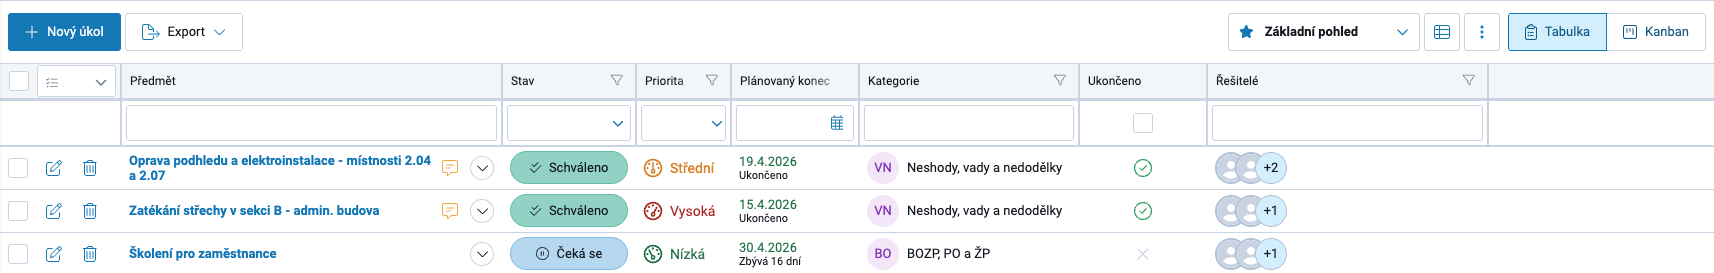 Nový úkol
Export
Základní pohled
Tabulka
Kanban
Předmět
Stav
Priorita
Plánovaný konec
Kategorie
Ukončeno
Řešitelé
Oprava podhledu a elektroinstalace - místnosti 2.04
a 2.07
Schváleno
Střední
19.4.2026
Ukončeno
VN
Neshody, vady a nedodělky
+2
Zatékání střechy v sekci B - admin. budova
Schváleno
Vysoká
15.4.2026
Ukončeno
VN
Neshody, vady a nedodělky
+1
Školení pro zaměstnance
Čeká se
Nízká
30.4.2026
Zbývá 16 dní
BO
BOZP, PO a ŽP
+1